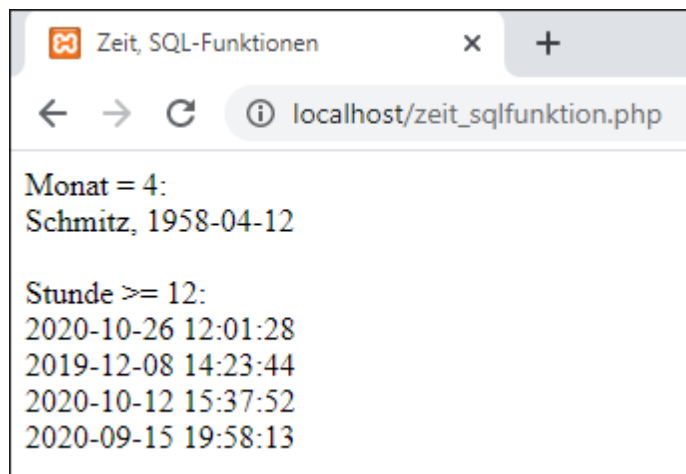 Zeit, SQL-Funktionen
localhost/zeit_sqlfunktion.php
Monat = 4:
Schmitz, 1958-04-12
Stunde >= 12:
2020-10-26 12:01:28
2019-12-08 14:23:44
2020-10-12 15:37:52
2020-09-15 19:58:13